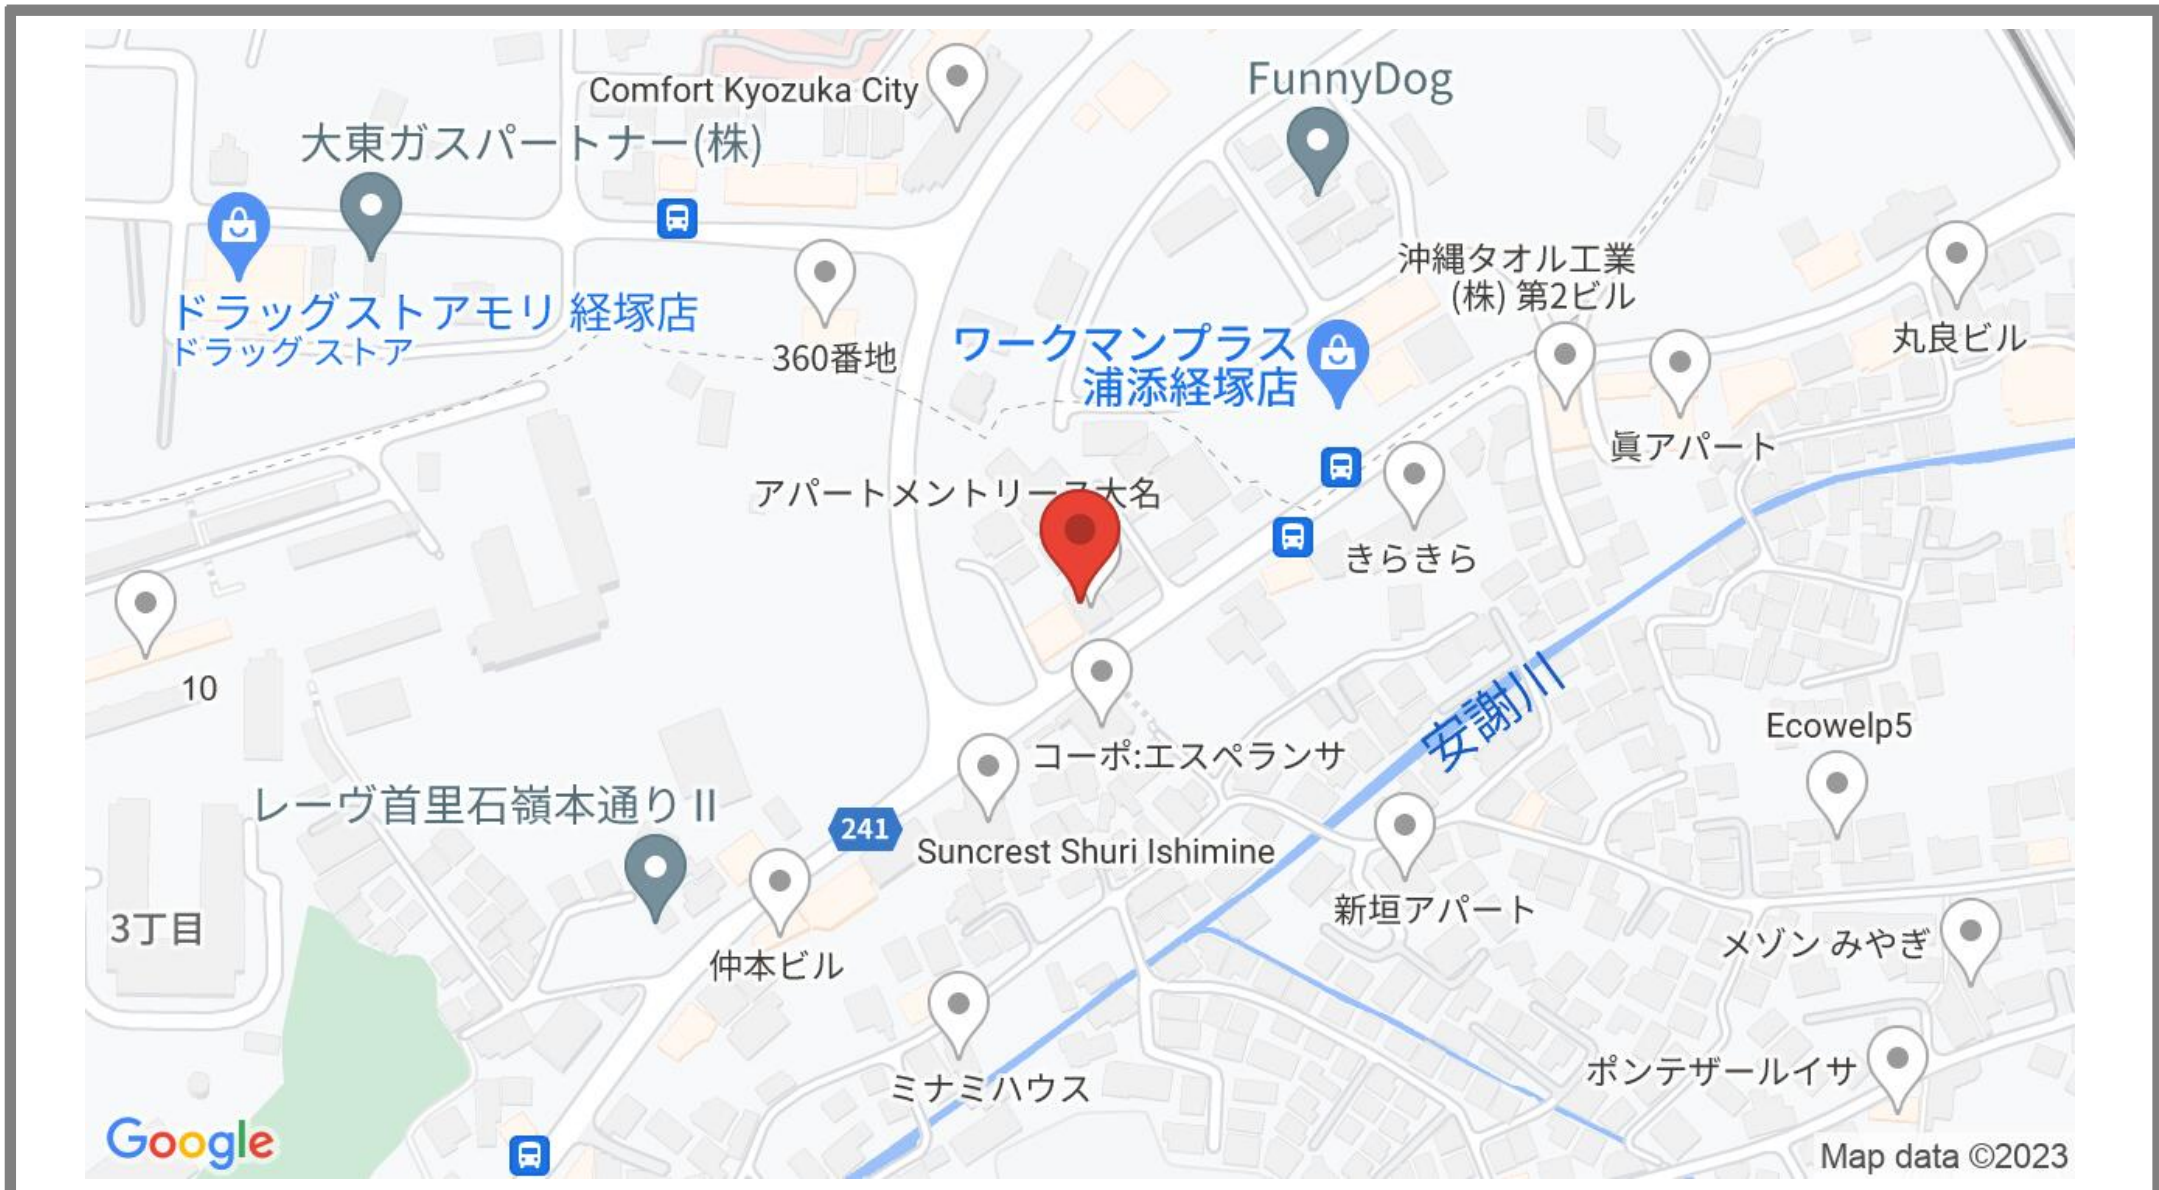 Comfort Kyozuka City
FunnyDog
大東ガスパートナー(株)
沖縄タオル工業
(株) 第2ビル
ドラッグストアモリ 経塚店
ドラッグ ストア
360番地
ワークマンプラス
浦添経塚店
丸良ビル
眞アパート
アパートメントリース大名
きらきら
10
安謝川
Ecowelp5
コーポ:エスペランサ
レーヴ首里石嶺本通り II
241
Suncrest Shuri Ishimine
3丁目
新垣アパート
仲本ビル
メゾン みやぎ
ポンテザールイサ
ミナミハウス
Google
Map data ©2023